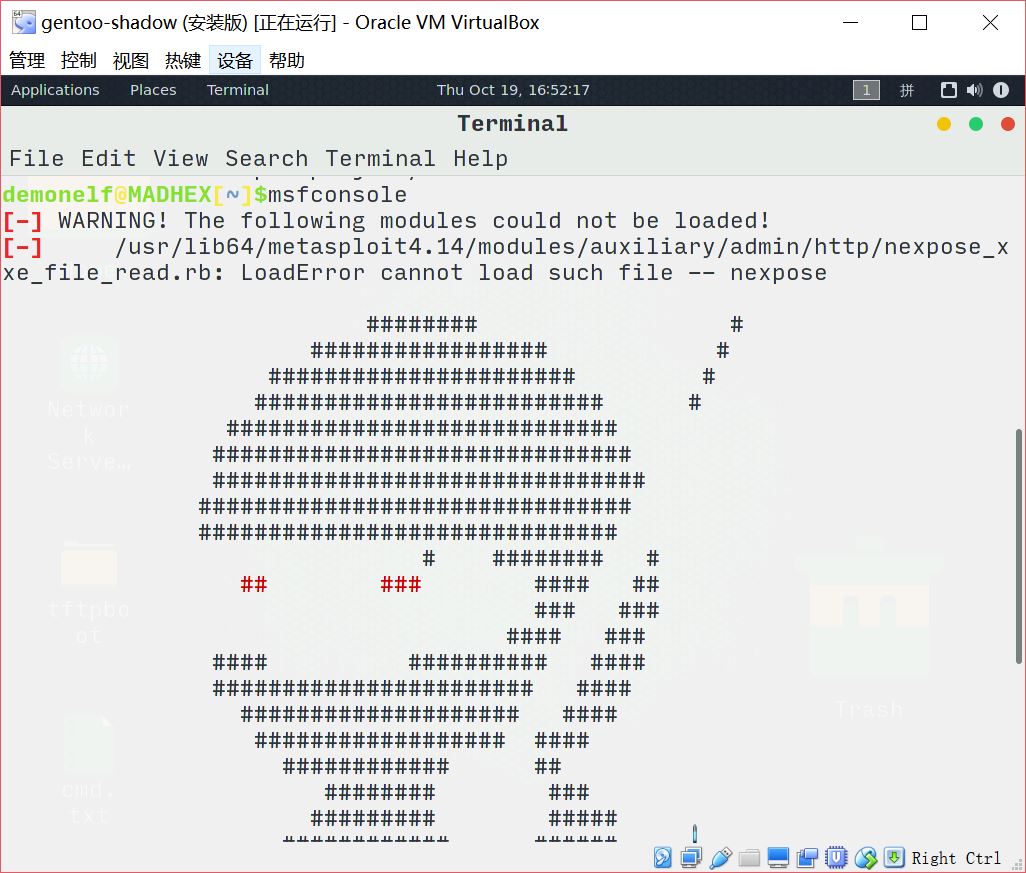 gentoo-shadow (安装版) [正在运行] - Oracle VM VirtualBox
管理 控制 视图 热键 设备 帮助
Applications Places Terminal Thu Oct 19, 16:52:17 1 拼
Terminal
File Edit View Search Terminal Help
demonelf@MADHEX[~]$msfconsole
[-] WARNING! The following modules could not be loaded!
[-]     /usr/lib64/metasploit4.14/modules/auxiliary/admin/http/nexpose_x
xe_file_read.rb: LoadError cannot load such file -- nexpose
Networ
k
Serve…
tftpbo
ot
Trash
cmd.
txt
Right Ctrl